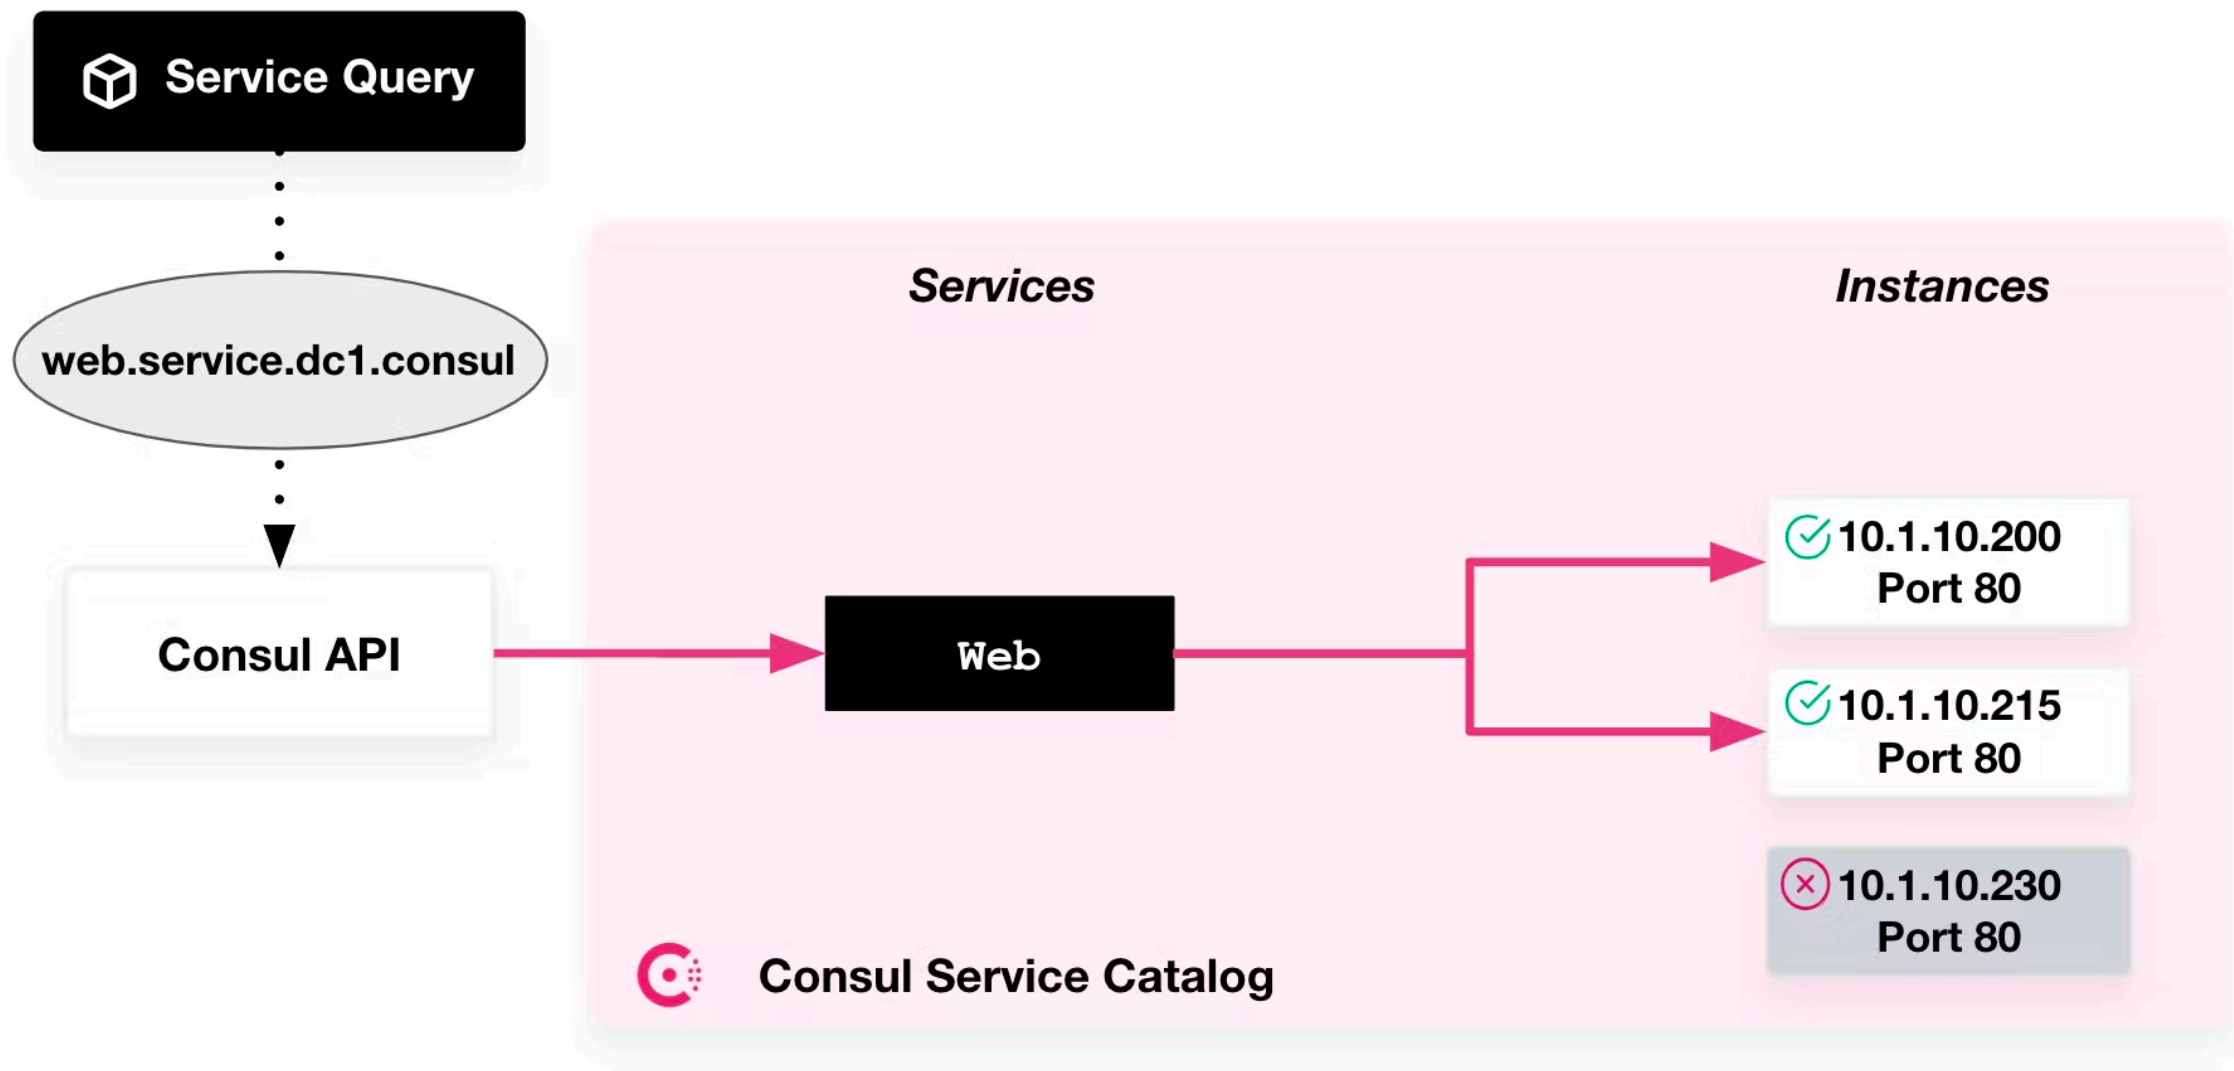 Service Query
web.service.dc1.consul
Consul API
Services
Instances
Web
10.1.10.200
Port 80
10.1.10.215
Port 80
10.1.10.230
Port 80
Consul Service Catalog